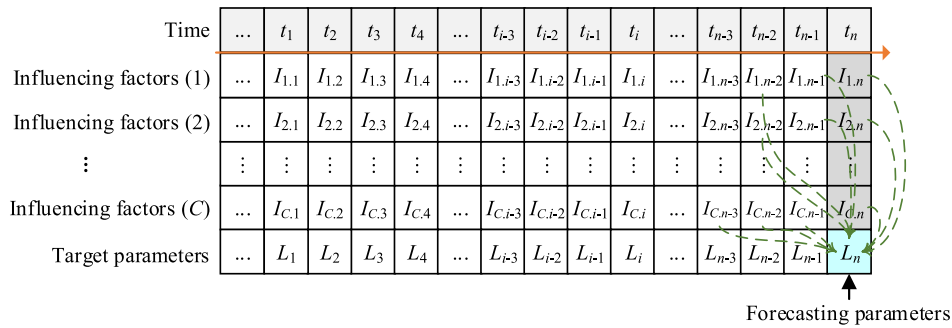 Time ... t₁ t₂ t₃ t₄ ... tᵢ₋₃ tᵢ₋₂ tᵢ₋₁ tᵢ ... tₙ₋₃ tₙ₋₂ tₙ₋₁ tₙ
Influencing factors (1) ... I1.1 I1.2 I1.3 I1.4 ... I1.i-3 I1.i-2 I1.i-1 I1.i ... I1.n-3 I1.n-2 I1.n-1 I1.n
Influencing factors (2) ... I2.1 I2.2 I2.3 I2.4 ... I2.i-3 I2.i-2 I2.i-1 I2.i ... I2.n-3 I2.n-2 I2.n-1 I2.n
⋮ ⋮ ⋮ ⋮ ⋮ ⋮ ⋮ ⋮ ⋮ ⋮ ⋮ ⋮ ⋮ ⋮ ⋮ ⋮
Influencing factors (C) ... IC.1 IC.2 IC.3 IC.4 ... IC.i-3 IC.i-2 IC.i-1 IC.i ... IC.n-3 IC.n-2 IC.n-1 IC.n
Target parameters ... L₁ L₂ L₃ L₄ ... Lᵢ₋₃ Lᵢ₋₂ Lᵢ₋₁ Lᵢ ... Lₙ₋₃ Lₙ₋₂ Lₙ₋₁ Lₙ
Forecasting parameters